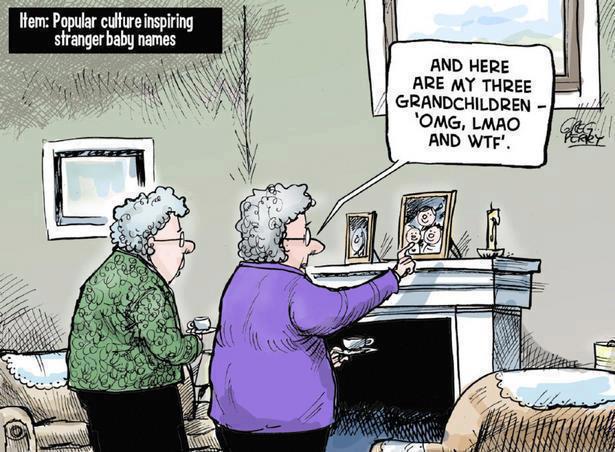 Item: Popular culture inspiring
stranger baby names
AND HERE
ARE MY THREE
GRANDCHILDREN –
'OMG, LMAO
AND WTF'.
GREG
PERRY